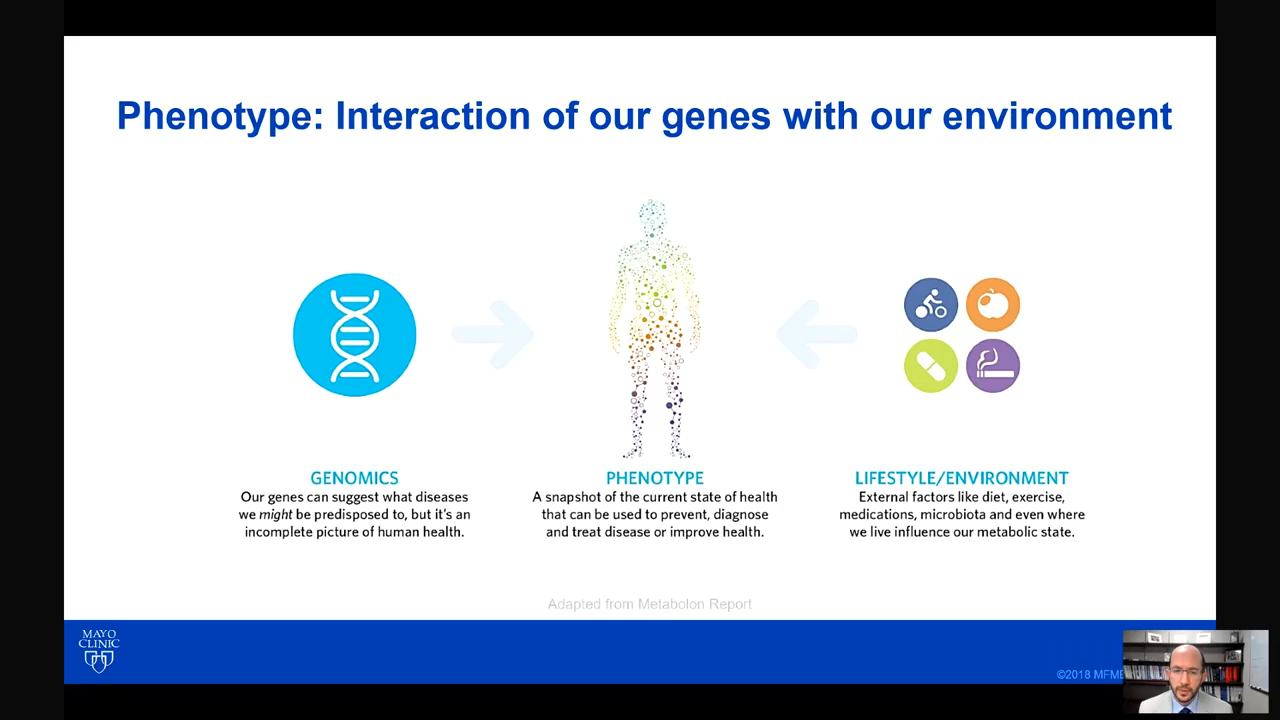 Phenotype: Interaction of our genes with our environment
GENOMICS
Our genes can suggest what diseases
we might be predisposed to, but it's an
incomplete picture of human health.
PHENOTYPE
A snapshot of the current state of health
that can be used to prevent, diagnose
and treat disease or improve health.
LIFESTYLE/ENVIRONMENT
External factors like diet, exercise,
medications, microbiota and even where
we live influence our metabolic state.
Adapted from Metabolon Report
MAYO
CLINIC
©2018